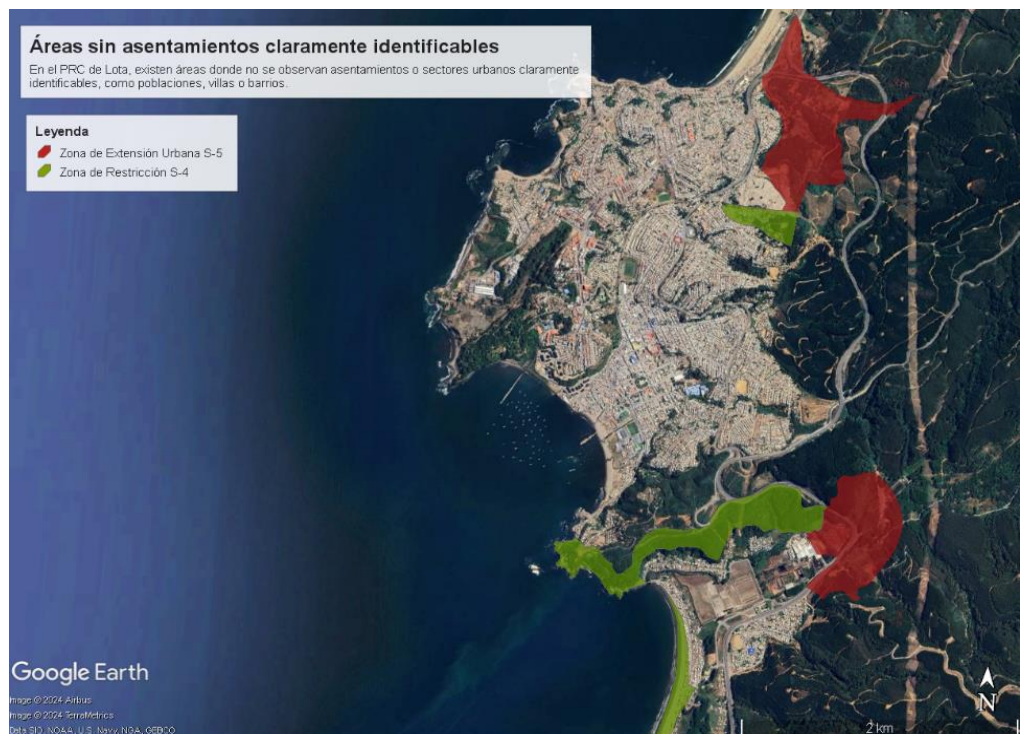 Áreas sin asentamientos claramente identificables
En el PRC de Lota, existen áreas donde no se observan asentamientos o sectores urbanos claramente
identificables, como poblaciones, villas o barrios.
Leyenda
Zona de Extensión Urbana S-5
Zona de Restricción S-4
Google Earth
Image © 2024 Airbus
Image © 2024 TerraMetrics
Data SIO, NOAA, U.S. Navy, NGA, GEBCO
N
2 km